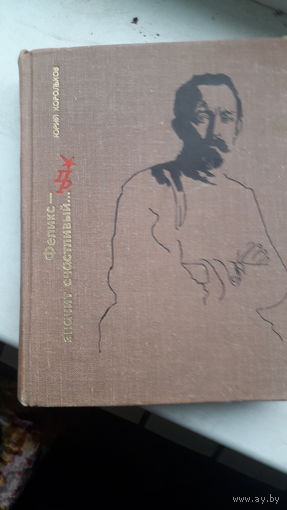 ЮРИЙ КОРОЛЬКОВ
Феликс —
значит счастливый...
www.ay.by